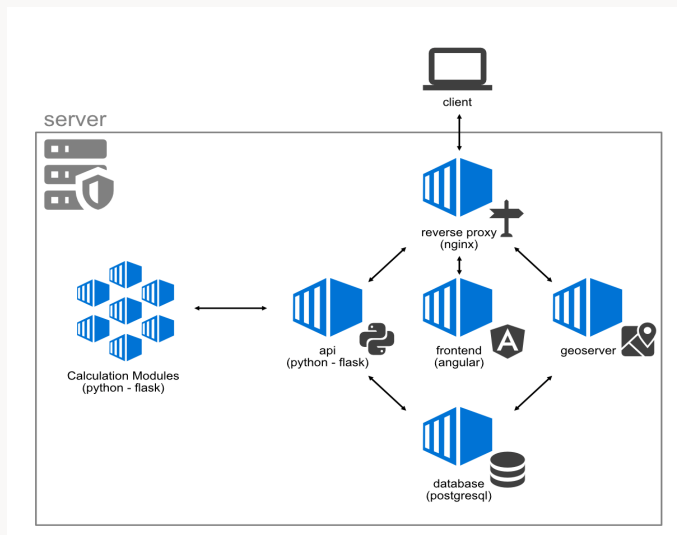 client
server
reverse proxy
(nginx)
api
(python - flask)
frontend
(angular)
geoserver
Calculation Modules
(python - flask)
database
(postgresql)